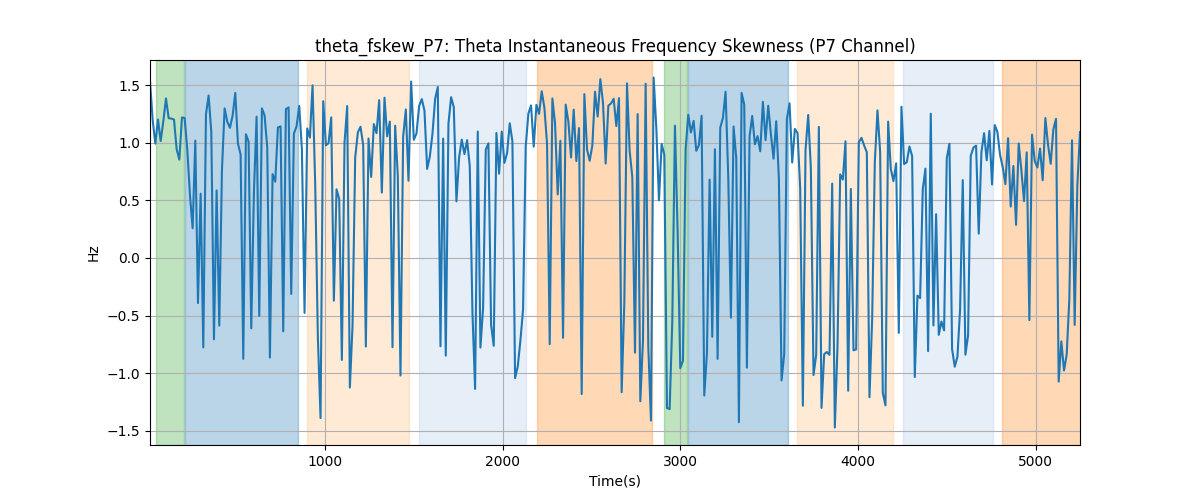 theta_fskew_P7: Theta Instantaneous Frequency Skewness (P7 Channel)
1.5
1.0
0.5
0.0
−0.5
−1.0
−1.5
Hz
1000 2000 3000 4000 5000
Time(s)